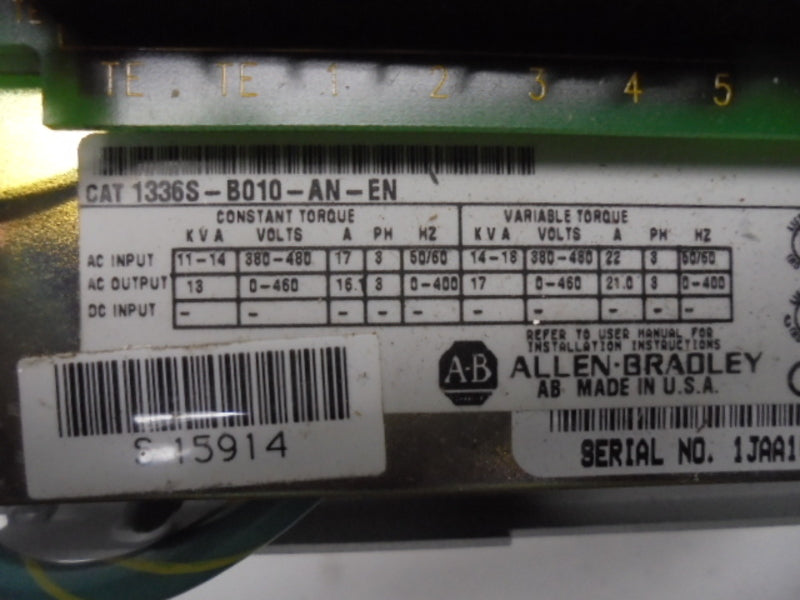 TE . TE 1 2 3 4 5
CAT 1336S-B010-AN-EN
CONSTANT TORQUE VARIABLE TORQUE
KVA VOLTS A PH HZ KVA VOLTS A PH HZ
AC INPUT 11-14 380-480 17 3 50/60 14-18 380-480 22 3 50/60
AC OUTPUT 13 0-460 16.1 3 0-400 17 0-460 21.0 3 0-400
DC INPUT - - - - - - - - - -
REFER TO USER MANUAL FOR
INSTALLATION INSTRUCTIONS
A-B ALLEN-BRADLEY
AB MADE IN U.S.A.
S 15914
SERIAL NO. 1JAA1